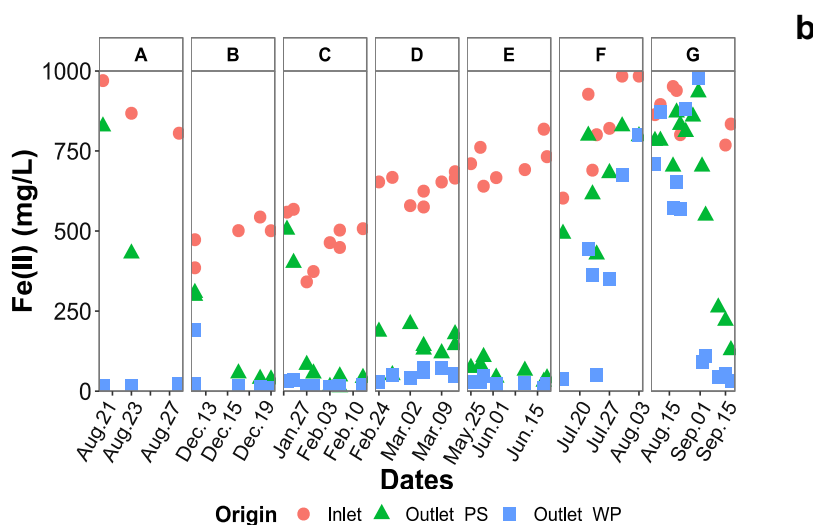 b
A B C D E F G
Fe(II) (mg/L)
1000
750
500
250
0
Aug.21 Aug.23 Aug.27 Dec.13 Dec.15 Dec.19 Jan.27 Feb.03 Feb.10 Feb.24 Mar.02 Mar.09 May.25 Jun.01 Jun.15 Jul.20 Jul.27 Aug.03 Aug.15 Sep.01 Sep.15
Dates
Origin Inlet Outlet PS Outlet WP